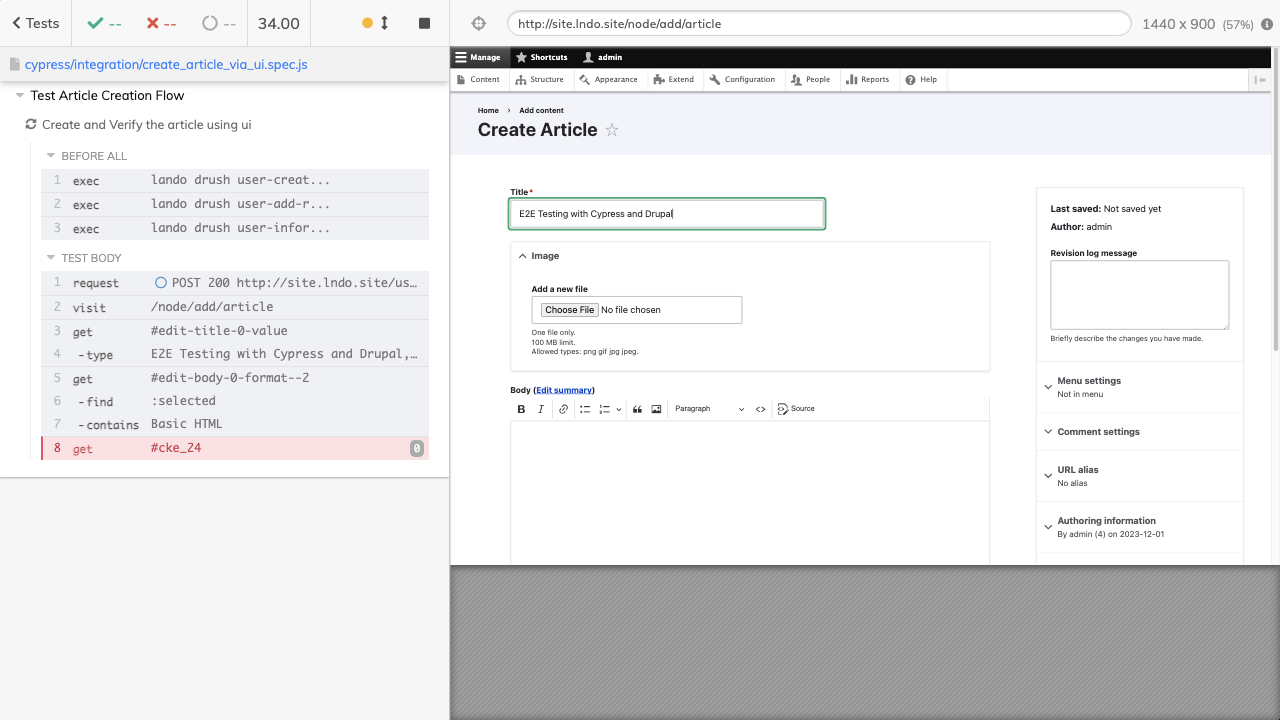 Tests
--
--
--
34.00
http://site.lndo.site/node/add/article
1440 x 900 (57%)
cypress/integration/create_article_via_ui.spec.js
Test Article Creation Flow
Create and Verify the article using ui
BEFORE ALL
1 exec lando drush user-creat...
2 exec lando drush user-add-r...
3 exec lando drush user-infor...
TEST BODY
1 request POST 200 http://site.lndo.site/us...
2 visit /node/add/article
3 get #edit-title-0-value
4 -type E2E Testing with Cypress and Drupal,...
5 get #edit-body-0-format--2
6 -find :selected
7 -contains Basic HTML
8 get #cke_24 0
Manage Shortcuts admin
Content Structure Appearance Extend Configuration People Reports Help
Home › Add content
Create Article
Title*
E2E Testing with Cypress and Drupal
Image
Add a new file
Choose File No file chosen
One file only.
100 MB limit.
Allowed types: png gif jpg jpeg.
Body (Edit summary)
B I Paragraph <> Source
Last saved: Not saved yet
Author: admin
Revision log message
Briefly describe the changes you have made.
Menu settings
Not in menu
Comment settings
URL alias
No alias
Authoring information
By admin (4) on 2023-12-01